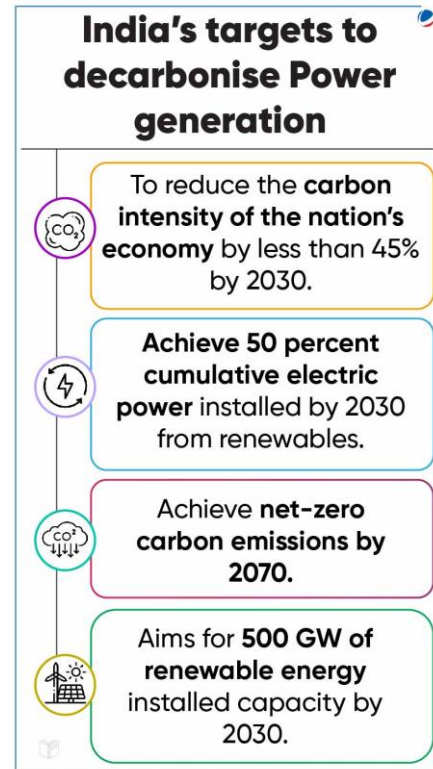 India's targets to
decarbonise Power
generation
CO₂
To reduce the carbon
intensity of the nation's
economy by less than 45%
by 2030.
Achieve 50 percent
cumulative electric
power installed by 2030
from renewables.
CO²
Achieve net-zero
carbon emissions by
2070.
Aims for 500 GW of
renewable energy
installed capacity by
2030.